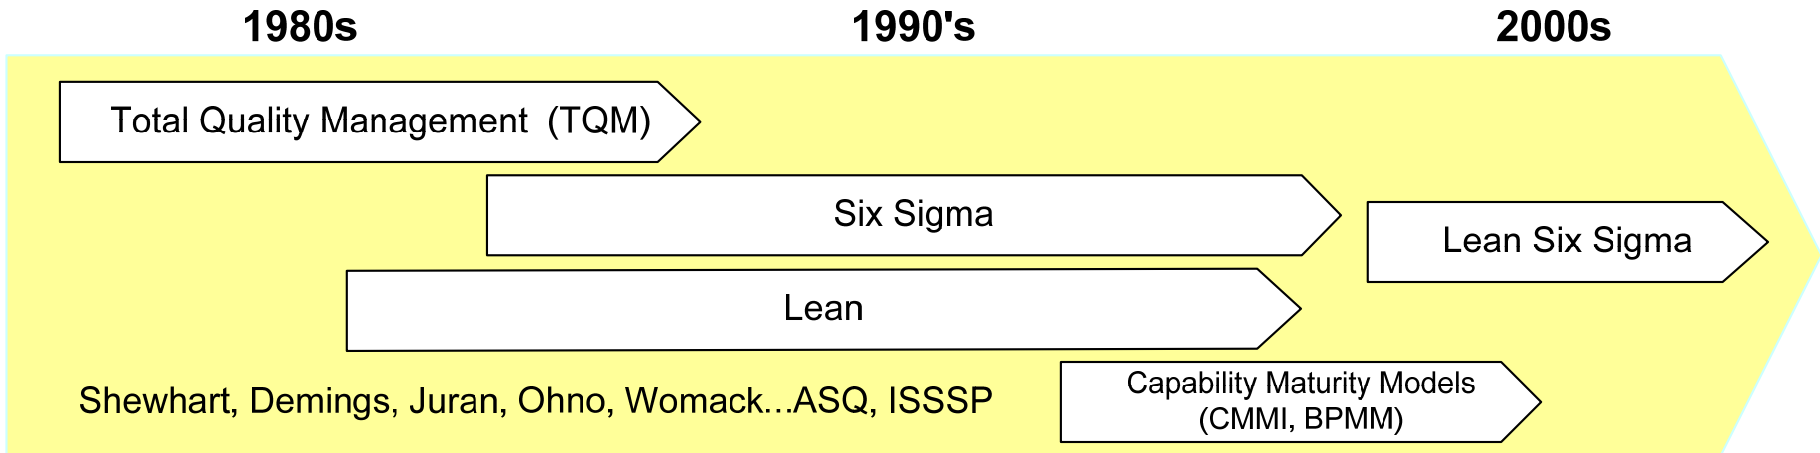 1980s 1990's 2000s
Total Quality Management (TQM)
Six Sigma
Lean Six Sigma
Lean
Capability Maturity Models
(CMMI, BPMM)
Shewhart, Demings, Juran, Ohno, Womack...ASQ, ISSSP